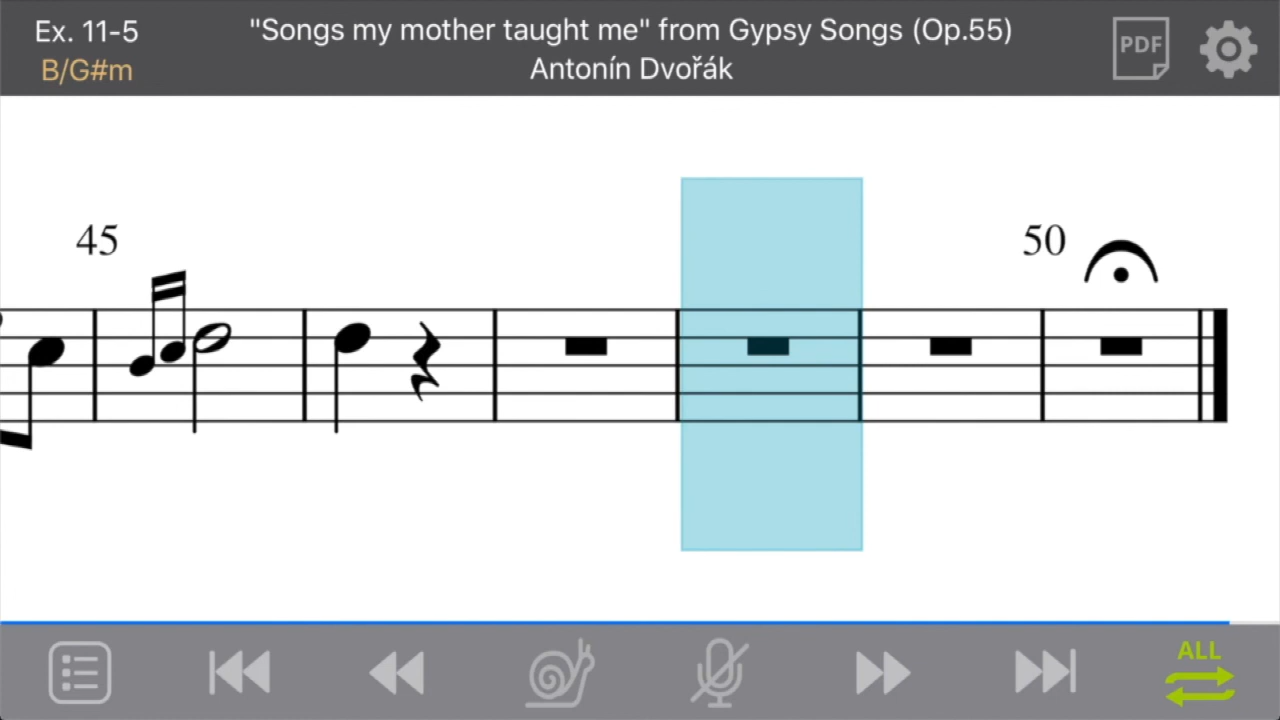 Ex. 11-5
B/G#m
"Songs my mother taught me" from Gypsy Songs (Op.55)
Antonín Dvořák
PDF
45
50
ALL